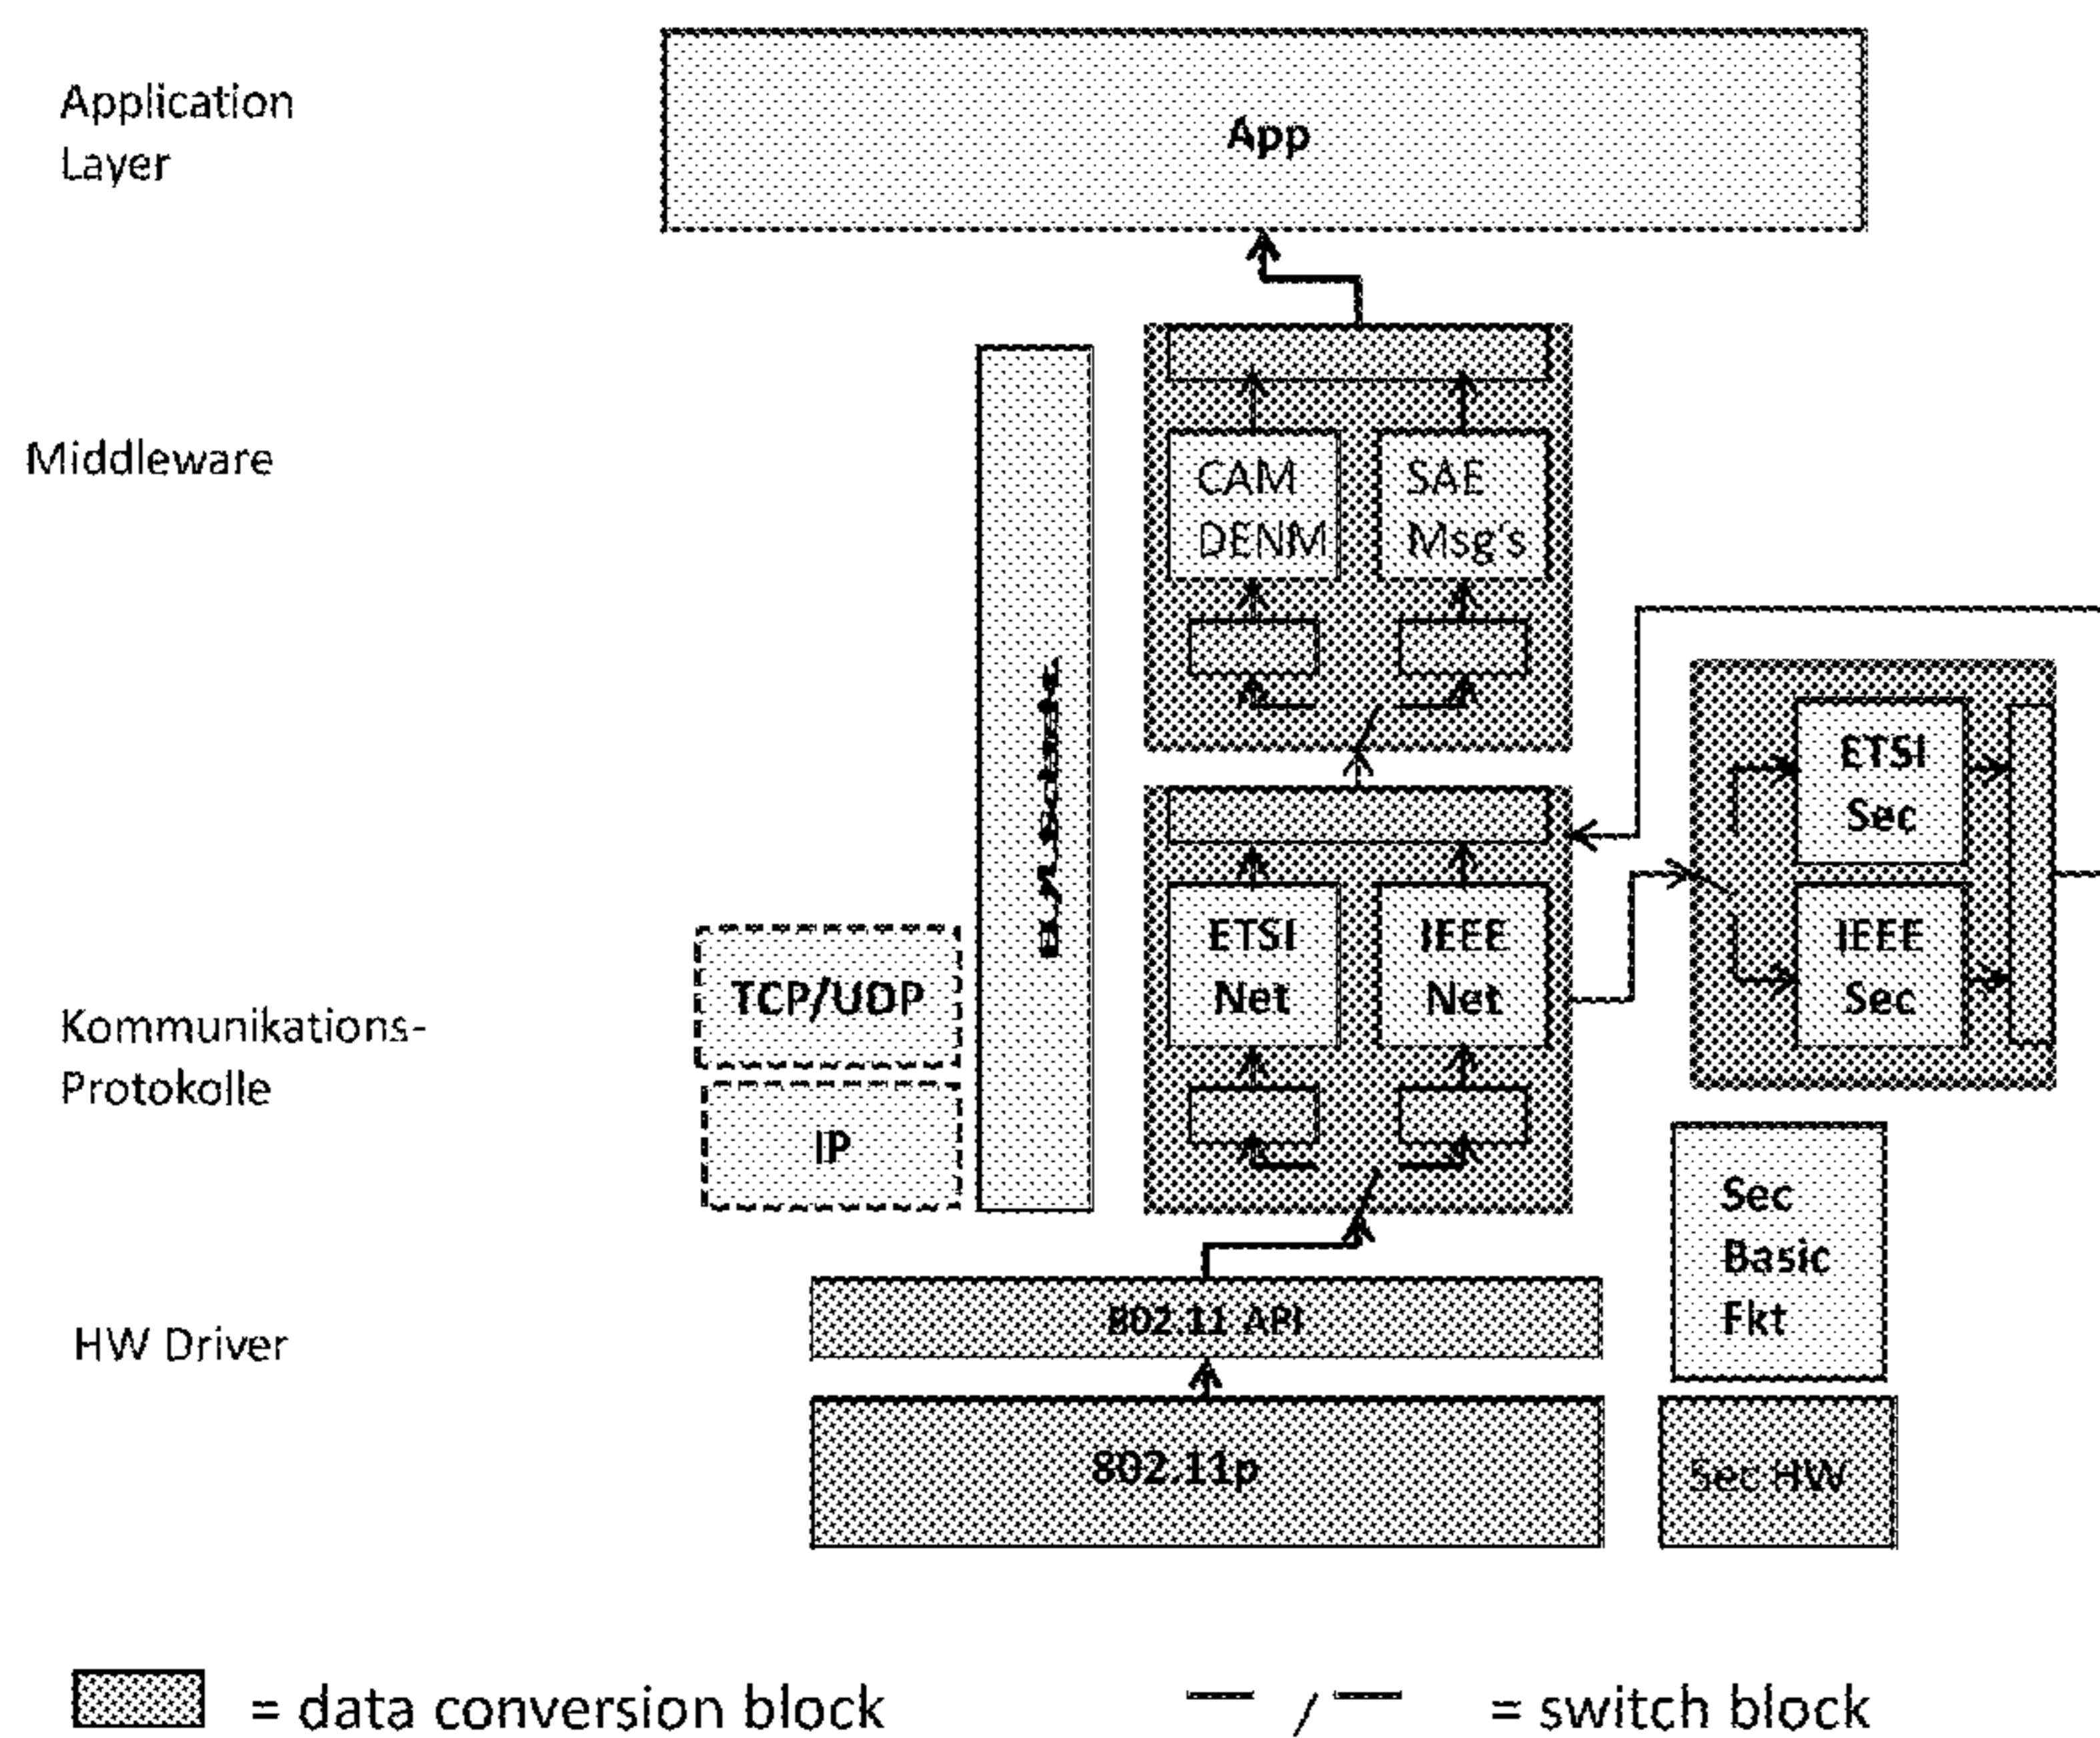 Application
Layer
App
Middleware
CAM
DENM
SAE
Msg's
ETSI
Sec
IEEE
Sec
ETSI
Net
IEEE
Net
TCP/UDP
IP
Kommunikations-
Protokolle
Sec
Basic
Fkt
HW Driver
802.11 API
802.11p
Sec HW
= data conversion block
= switch block